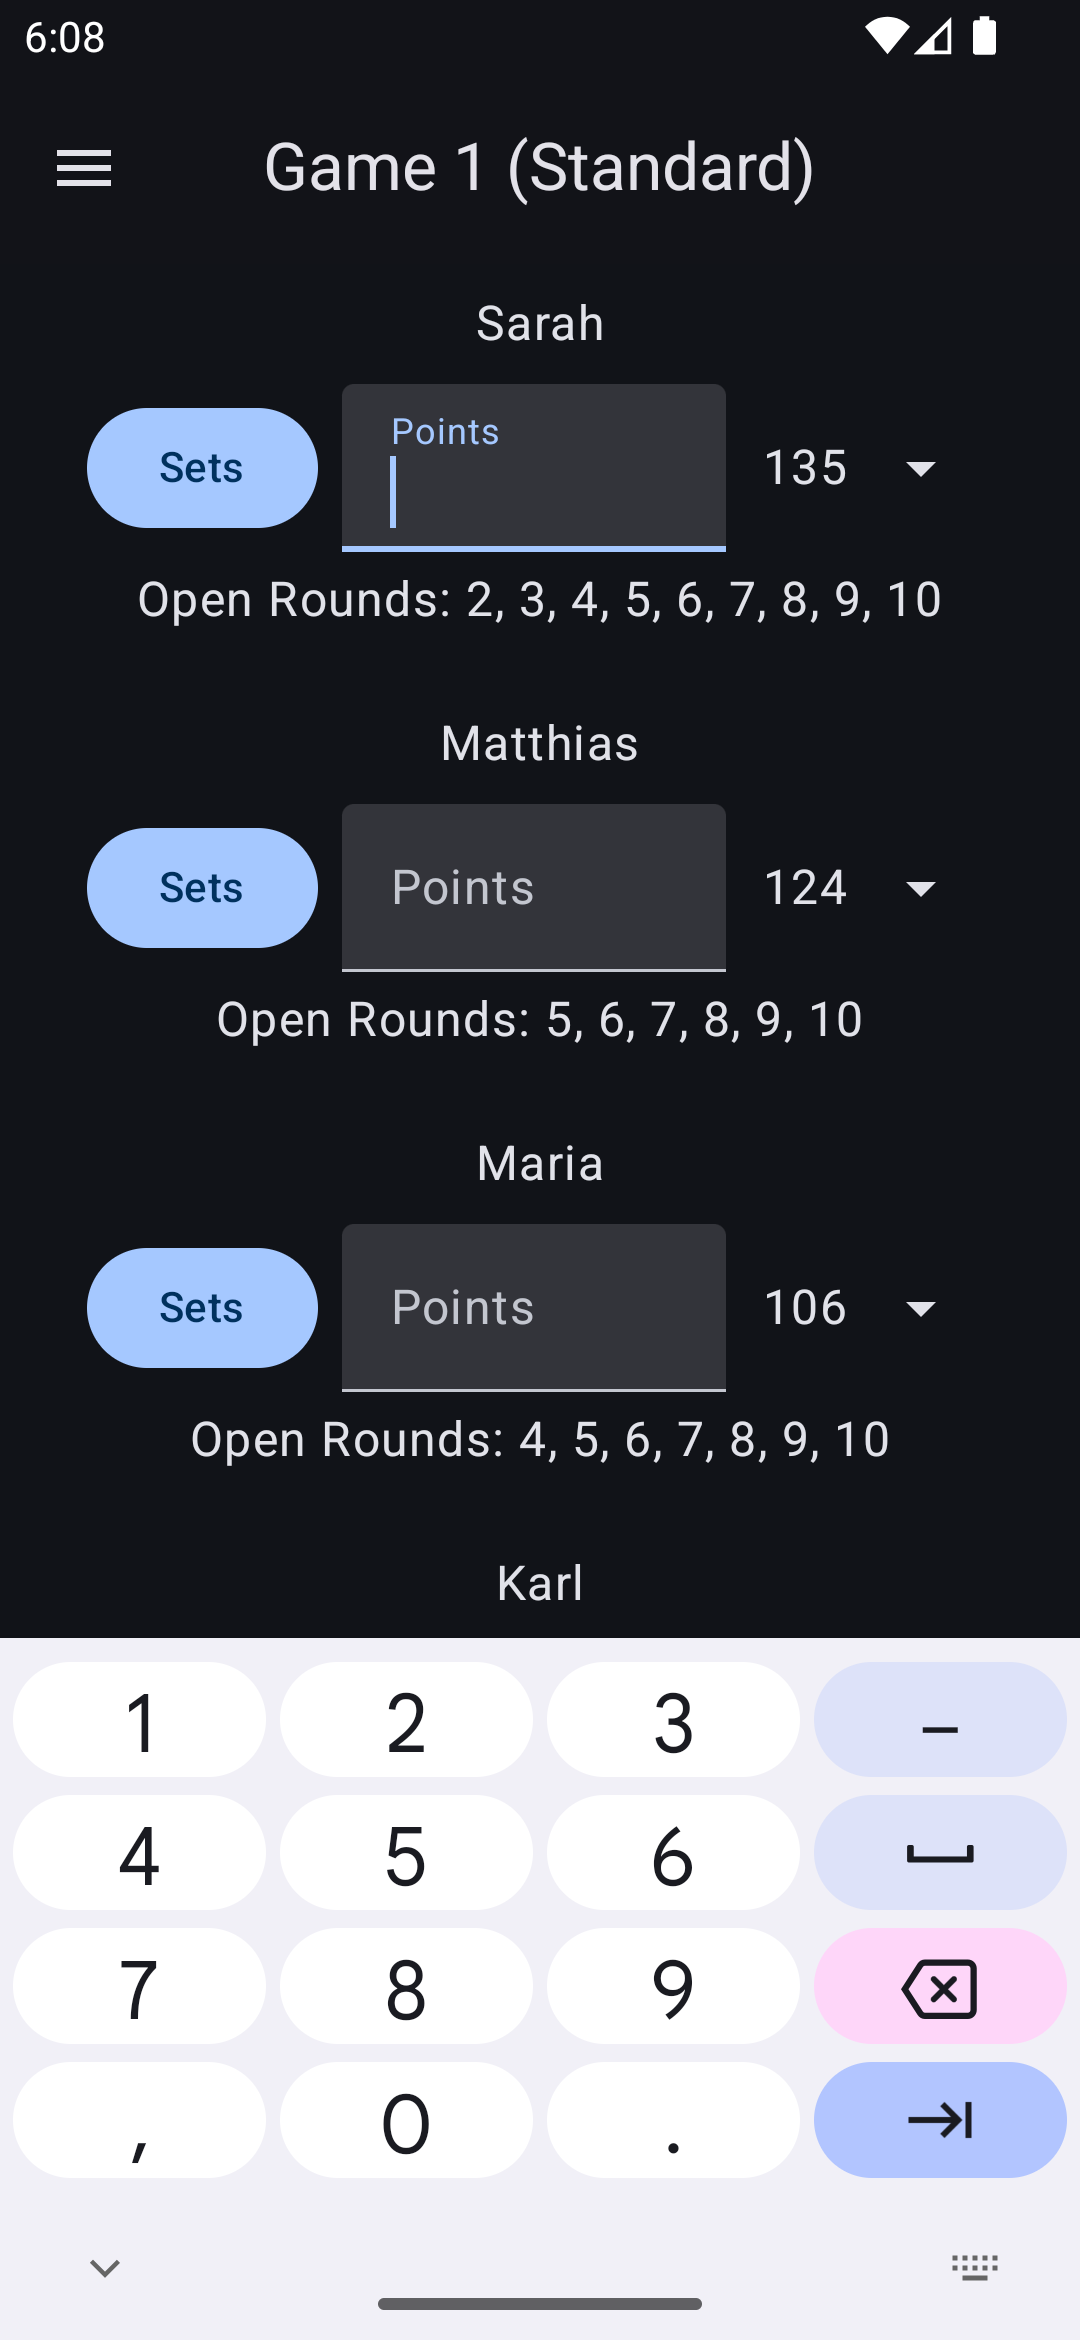 6:08
Game 1 (Standard)
Sarah
Sets
Points
135
Open Rounds: 2, 3, 4, 5, 6, 7, 8, 9, 10
Matthias
Sets
Points
124
Open Rounds: 5, 6, 7, 8, 9, 10
Maria
Sets
Points
106
Open Rounds: 4, 5, 6, 7, 8, 9, 10
Karl
1 2 3 –
4 5 6
7 8 9
, 0 .